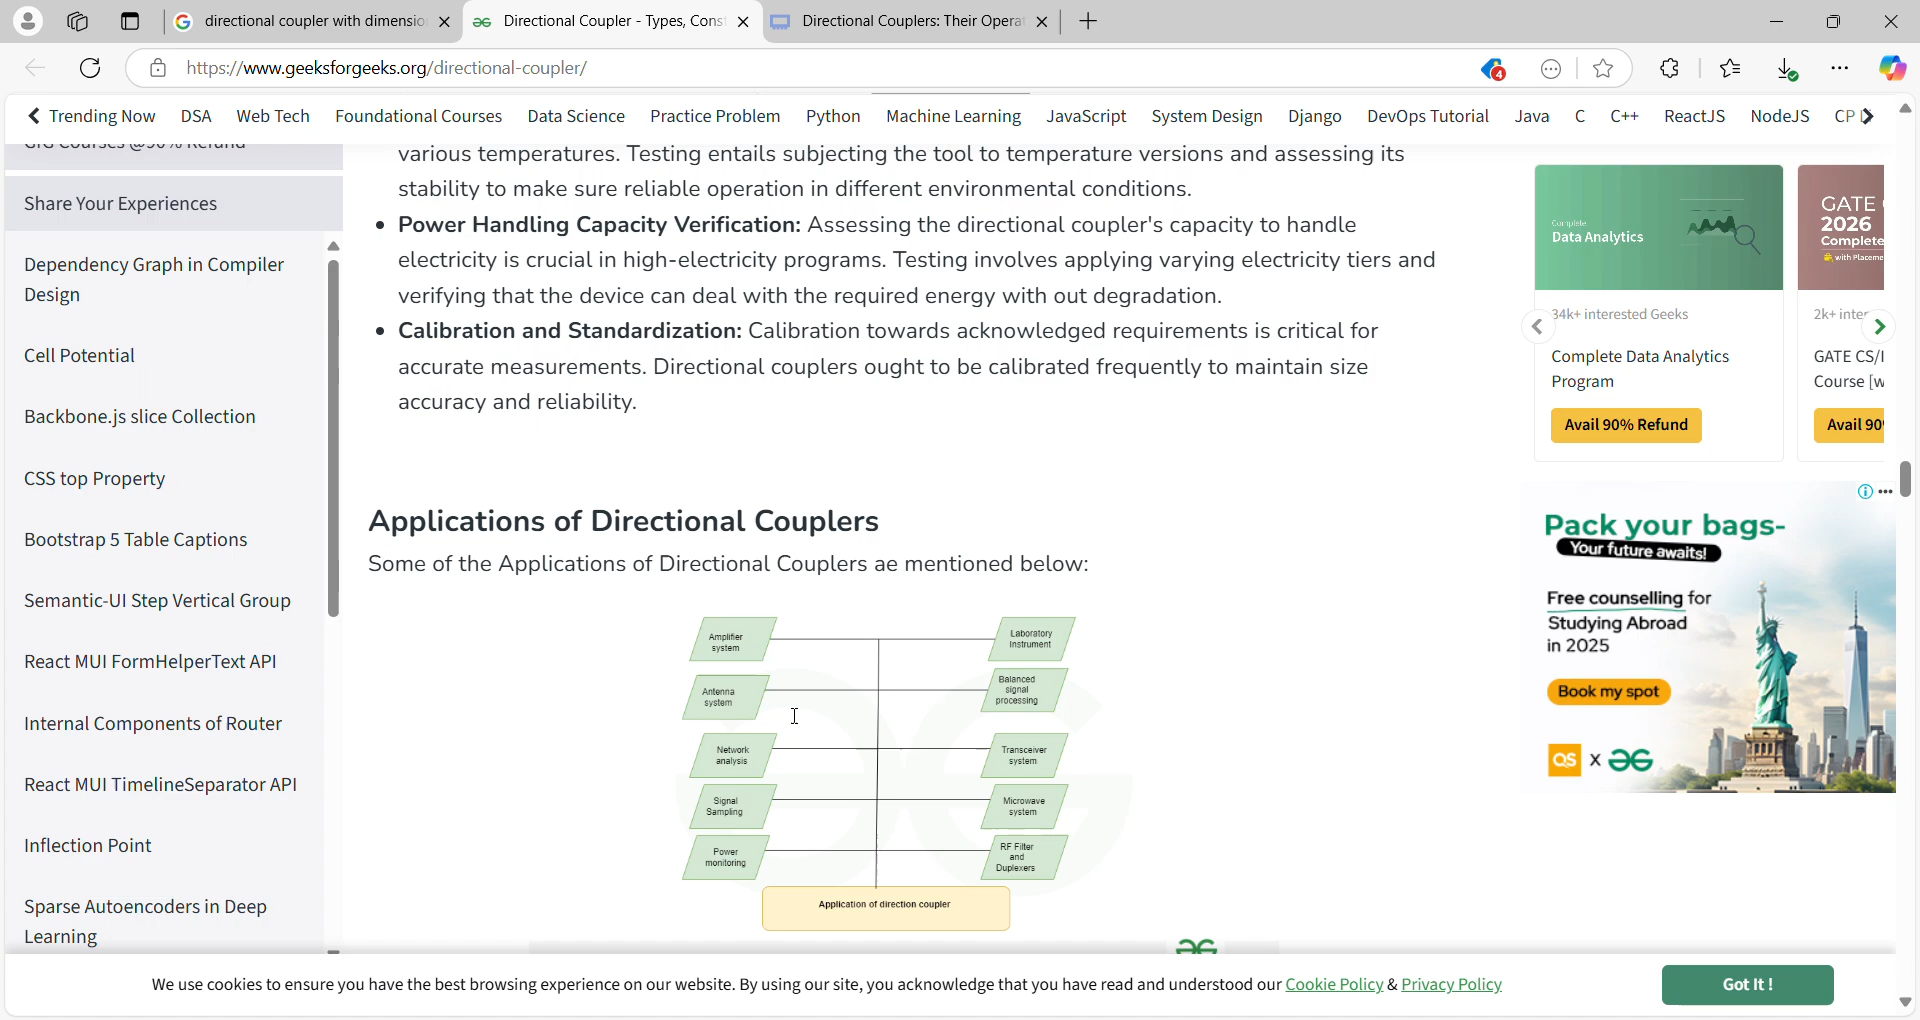 directional coupler with dimensio
Directional Coupler - Types, Cons
Directional Couplers: Their Opera
https://www.geeksforgeeks.org/directional-coupler/
4
Trending Now
DSA
Web Tech
Foundational Courses
Data Science
Practice Problem
Python
Machine Learning
JavaScript
System Design
Django
DevOps Tutorial
Java
C
C++
ReactJS
NodeJS
CP
Share Your Experiences
Dependency Graph in Compiler
Design
Cell Potential
Backbone.js slice Collection
CSS top Property
Bootstrap 5 Table Captions
Semantic-UI Step Vertical Group
React MUI FormHelperText API
Internal Components of Router
React MUI TimelineSeparator API
Inflection Point
Sparse Autoencoders in Deep
Learning
various temperatures. Testing entails subjecting the tool to temperature versions and assessing its
stability to make sure reliable operation in different environmental conditions.
• Power Handling Capacity Verification: Assessing the directional coupler's capacity to handle
electricity is crucial in high-electricity programs. Testing involves applying varying electricity tiers and
verifying that the device can deal with the required energy with out degradation.
• Calibration and Standardization: Calibration towards acknowledged requirements is critical for
accurate measurements. Directional couplers ought to be calibrated frequently to maintain size
accuracy and reliability.
Applications of Directional Couplers
Some of the Applications of Directional Couplers ae mentioned below:
Amplifier
system
Laboratory
Instrument
Antenna
system
Balanced
signal
processing
Network
analysis
Transceiver
system
Signal
Sampling
Microwave
system
Power
monitoring
RF Filter
and
Duplexers
Application of direction coupler
Complete
Data Analytics
34k+ interested Geeks
Complete Data Analytics
Program
Avail 90% Refund
GATE
2026
Complete
with Placeme
2k+ inte
GATE CS/I
Course [w
Avail 90
Pack your bags-
Your future awaits!
Free counselling for
Studying Abroad
in 2025
Book my spot
QS x
We use cookies to ensure you have the best browsing experience on our website. By using our site, you acknowledge that you have read and understood our Cookie Policy & Privacy Policy
Got It !